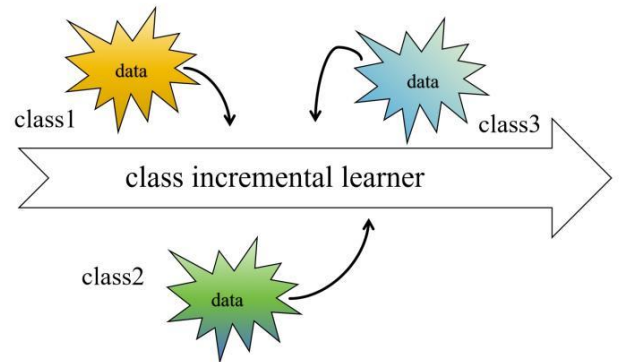 data
data
class1
class3
class incremental learner
class2
data